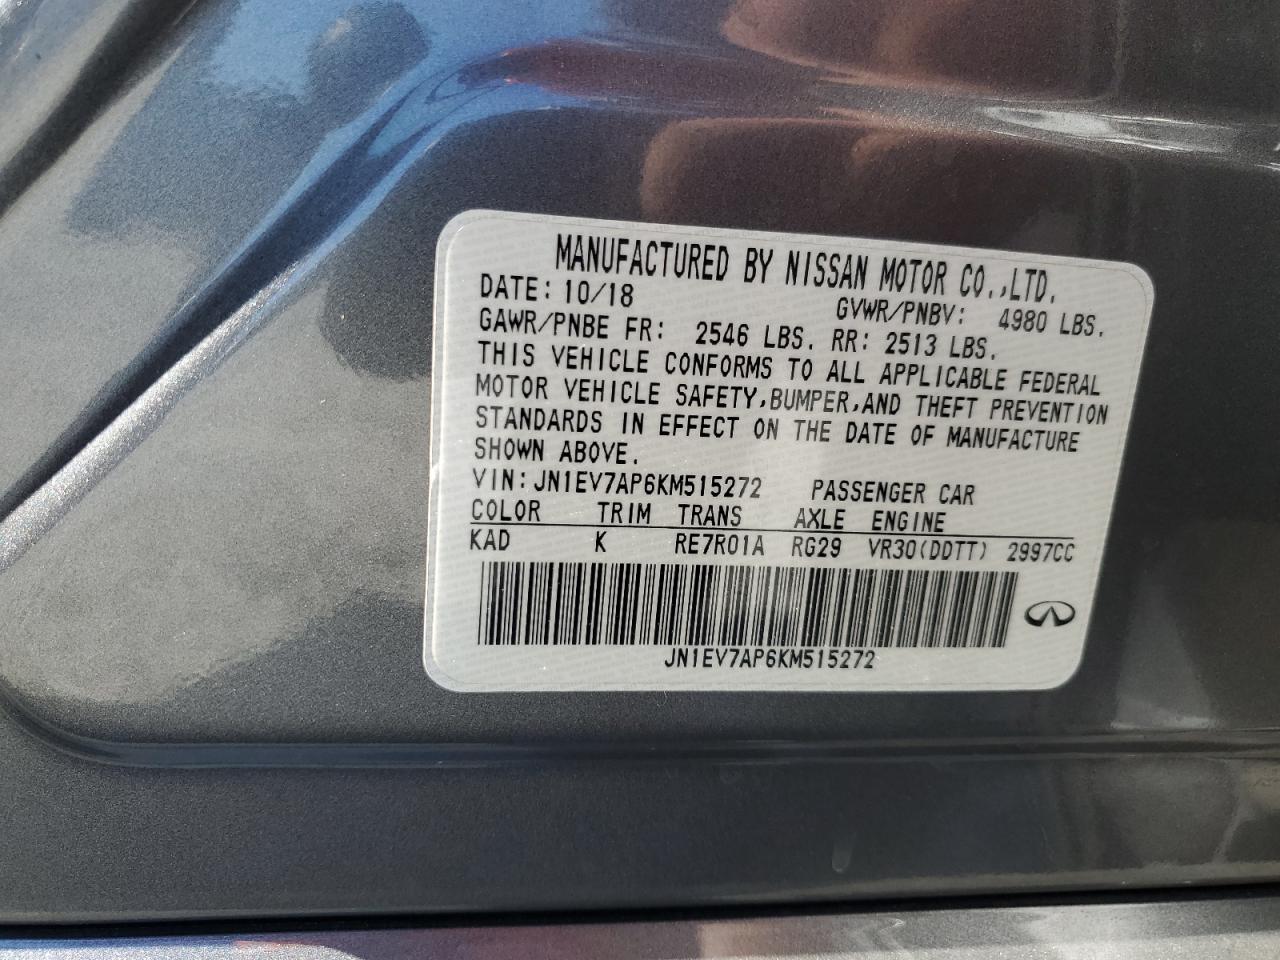 MANUFACTURED BY NISSAN MOTOR CO.,LTD.
DATE: 10/18 GVWR/PNBV: 4980 LBS.
GAWR/PNBE FR: 2546 LBS. RR: 2513 LBS.
THIS VEHICLE CONFORMS TO ALL APPLICABLE FEDERAL
MOTOR VEHICLE SAFETY,BUMPER,AND THEFT PREVENTION
STANDARDS IN EFFECT ON THE DATE OF MANUFACTURE
SHOWN ABOVE.
VIN: JN1EV7AP6KM515272 PASSENGER CAR
COLOR TRIM TRANS AXLE ENGINE
KAD K RE7R01A RG29 VR30(DDTT) 2997CC
JN1EV7AP6KM515272